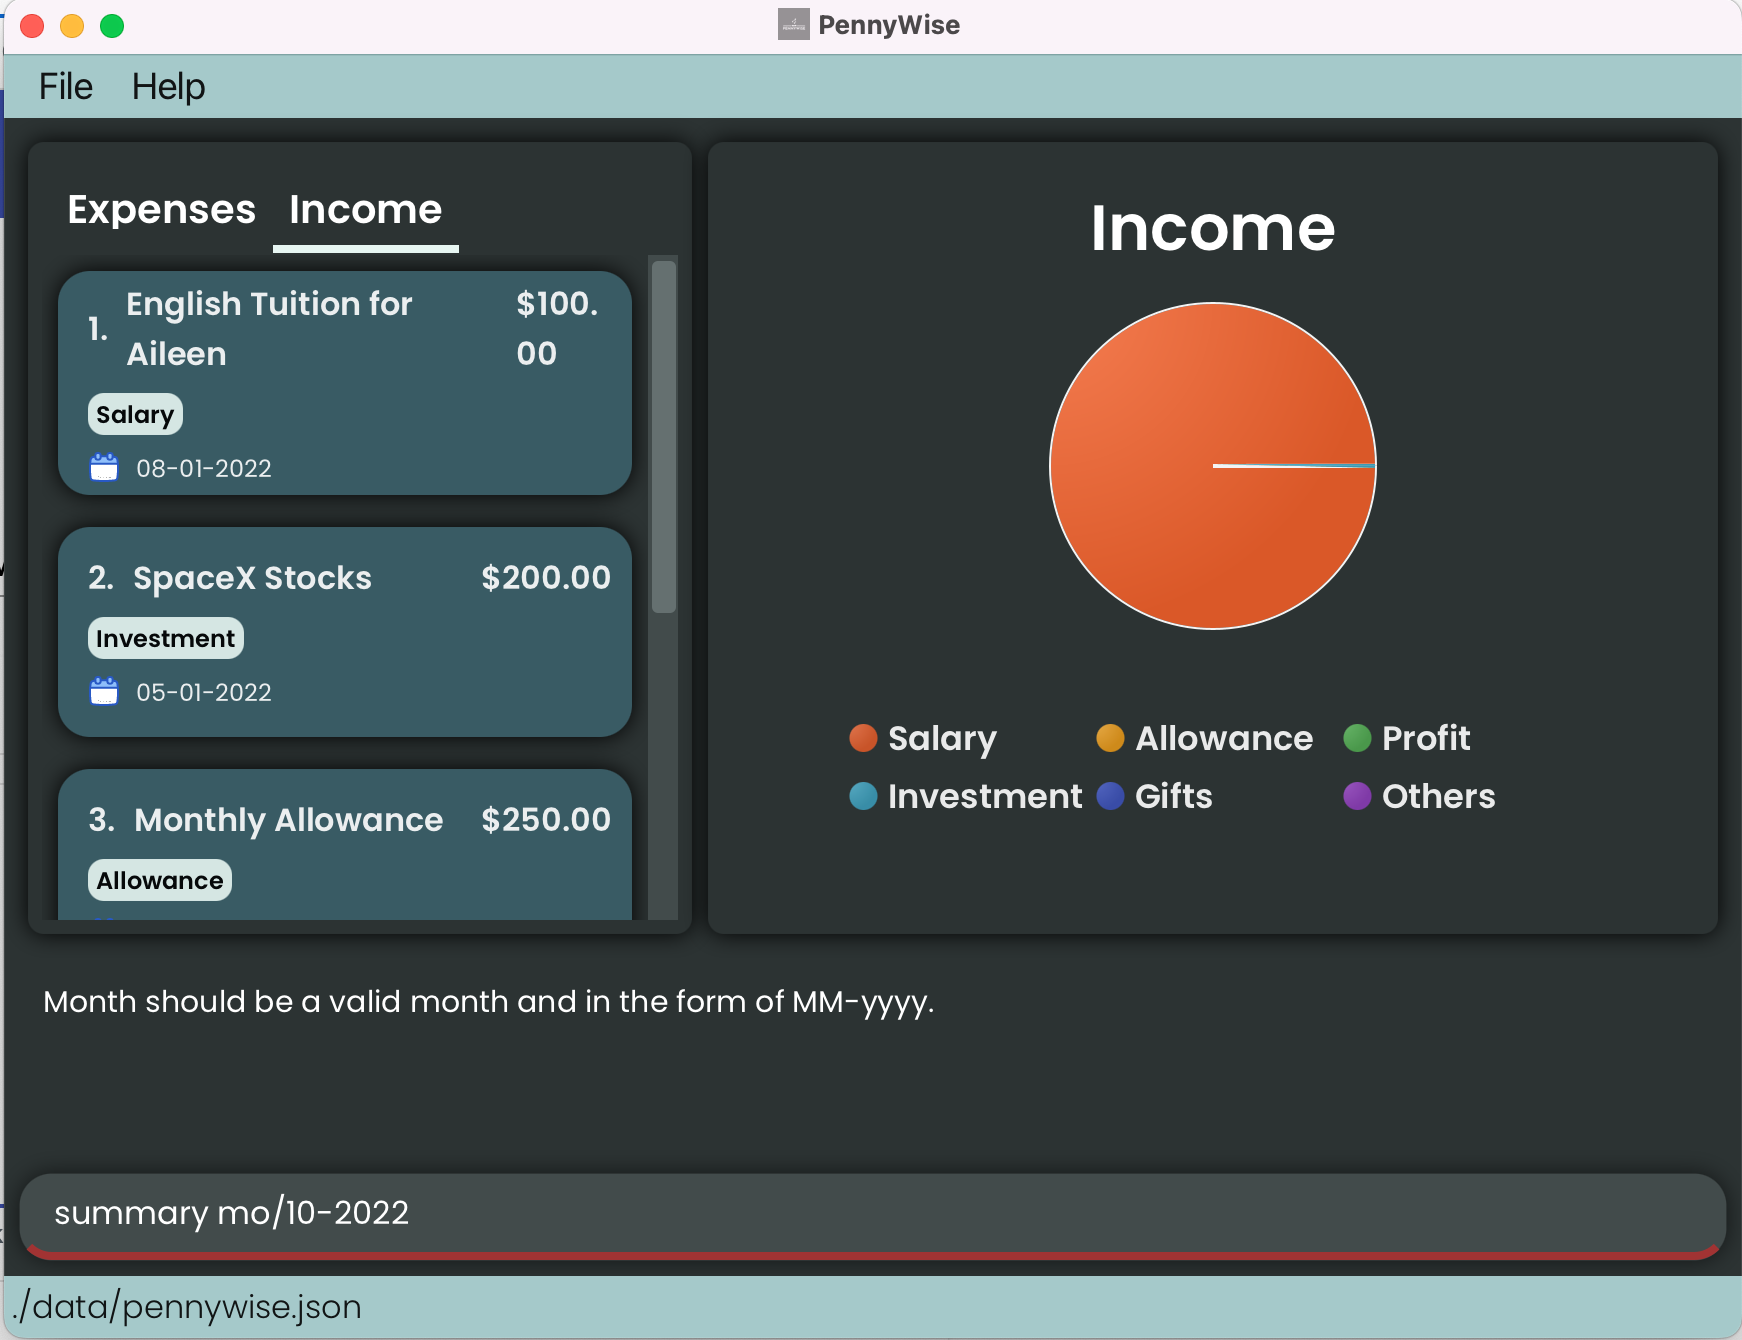 PennyWise
File Help
Expenses Income
1. English Tuition for Aileen $100.00
Salary
08-01-2022
2. SpaceX Stocks $200.00
Investment
05-01-2022
3. Monthly Allowance $250.00
Allowance
Income
Salary Allowance Profit
Investment Gifts Others
Month should be a valid month and in the form of MM-yyyy.
summary mo/10-2022
./data/pennywise.json